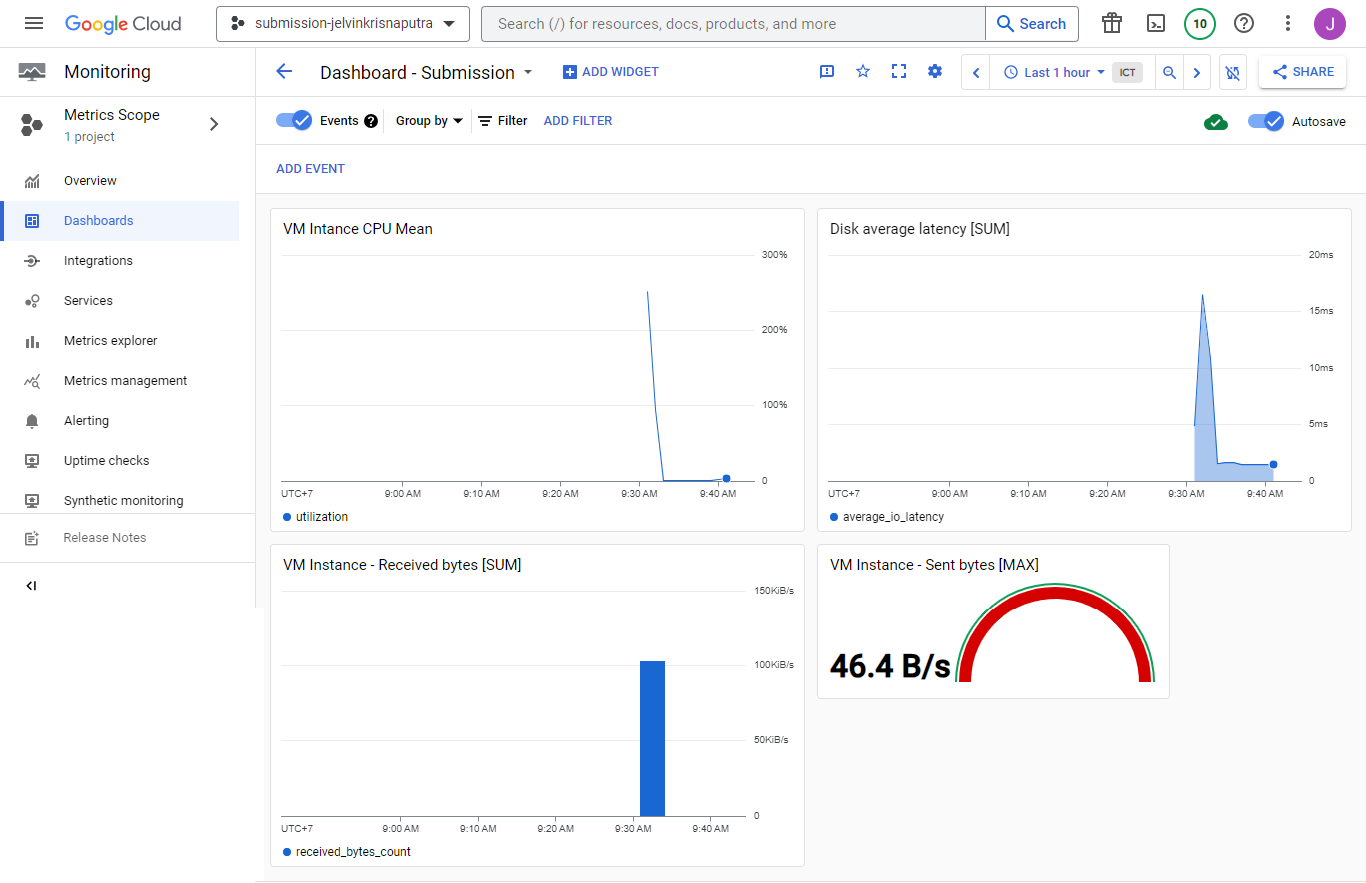 Google Cloud
submission-jelvinkrisnaputra
Search (/) for resources, docs, products, and more
Search
10
J
Monitoring
Dashboard - Submission
ADD WIDGET
Last 1 hour
ICT
SHARE
Metrics Scope
1 project
Events
Group by
Filter
ADD FILTER
Autosave
ADD EVENT
Overview
Dashboards
Integrations
Services
Metrics explorer
Metrics management
Alerting
Uptime checks
Synthetic monitoring
Release Notes
VM Intance CPU Mean
300%
200%
100%
0
UTC+7 9:00 AM 9:10 AM 9:20 AM 9:30 AM 9:40 AM
utilization
Disk average latency [SUM]
20ms
15ms
10ms
5ms
0
UTC+7 9:00 AM 9:10 AM 9:20 AM 9:30 AM 9:40 AM
average_io_latency
VM Instance - Received bytes [SUM]
150KiB/s
100KiB/s
50KiB/s
0
UTC+7 9:00 AM 9:10 AM 9:20 AM 9:30 AM 9:40 AM
received_bytes_count
VM Instance - Sent bytes [MAX]
46.4 B/s